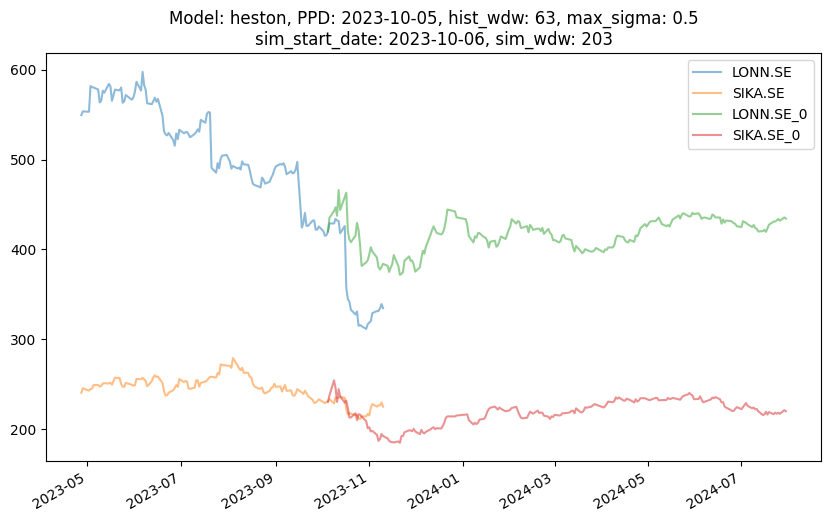 Model: heston, PPD: 2023-10-05, hist_wdw: 63, max_sigma: 0.5
sim_start_date: 2023-10-06, sim_wdw: 203
LONN.SE
SIKA.SE
LONN.SE_0
SIKA.SE_0
600
500
400
300
200
2023-05
2023-07
2023-09
2023-11
2024-01
2024-03
2024-05
2024-07